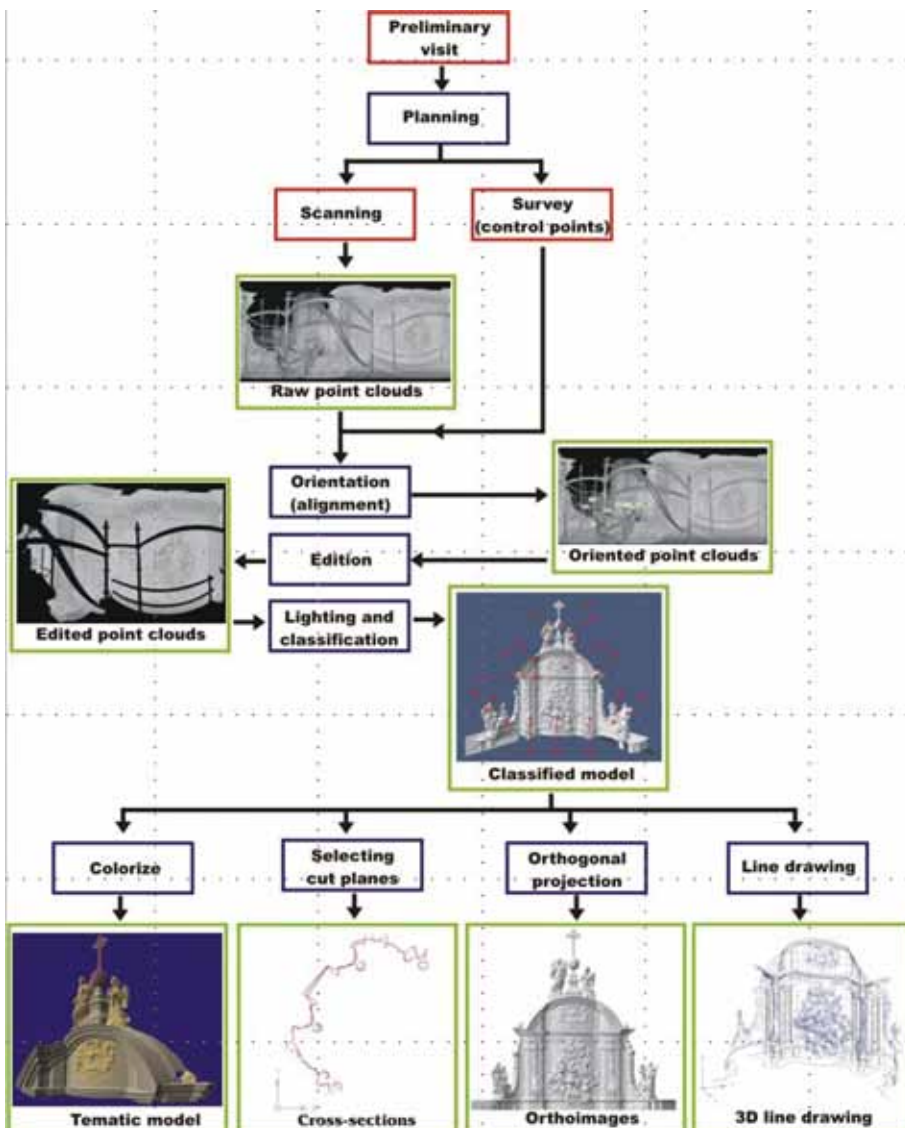 Preliminary
visit
Planning
Scanning
Survey
(control points)
Raw point clouds
Orientation
(alignment)
Oriented point clouds
Edition
Edited point clouds
Lighting and
classification
Classified model
Colorize
Selecting
cut planes
Orthogonal
projection
Line drawing
Tematic model
Cross-sections
Orthoimages
3D line drawing